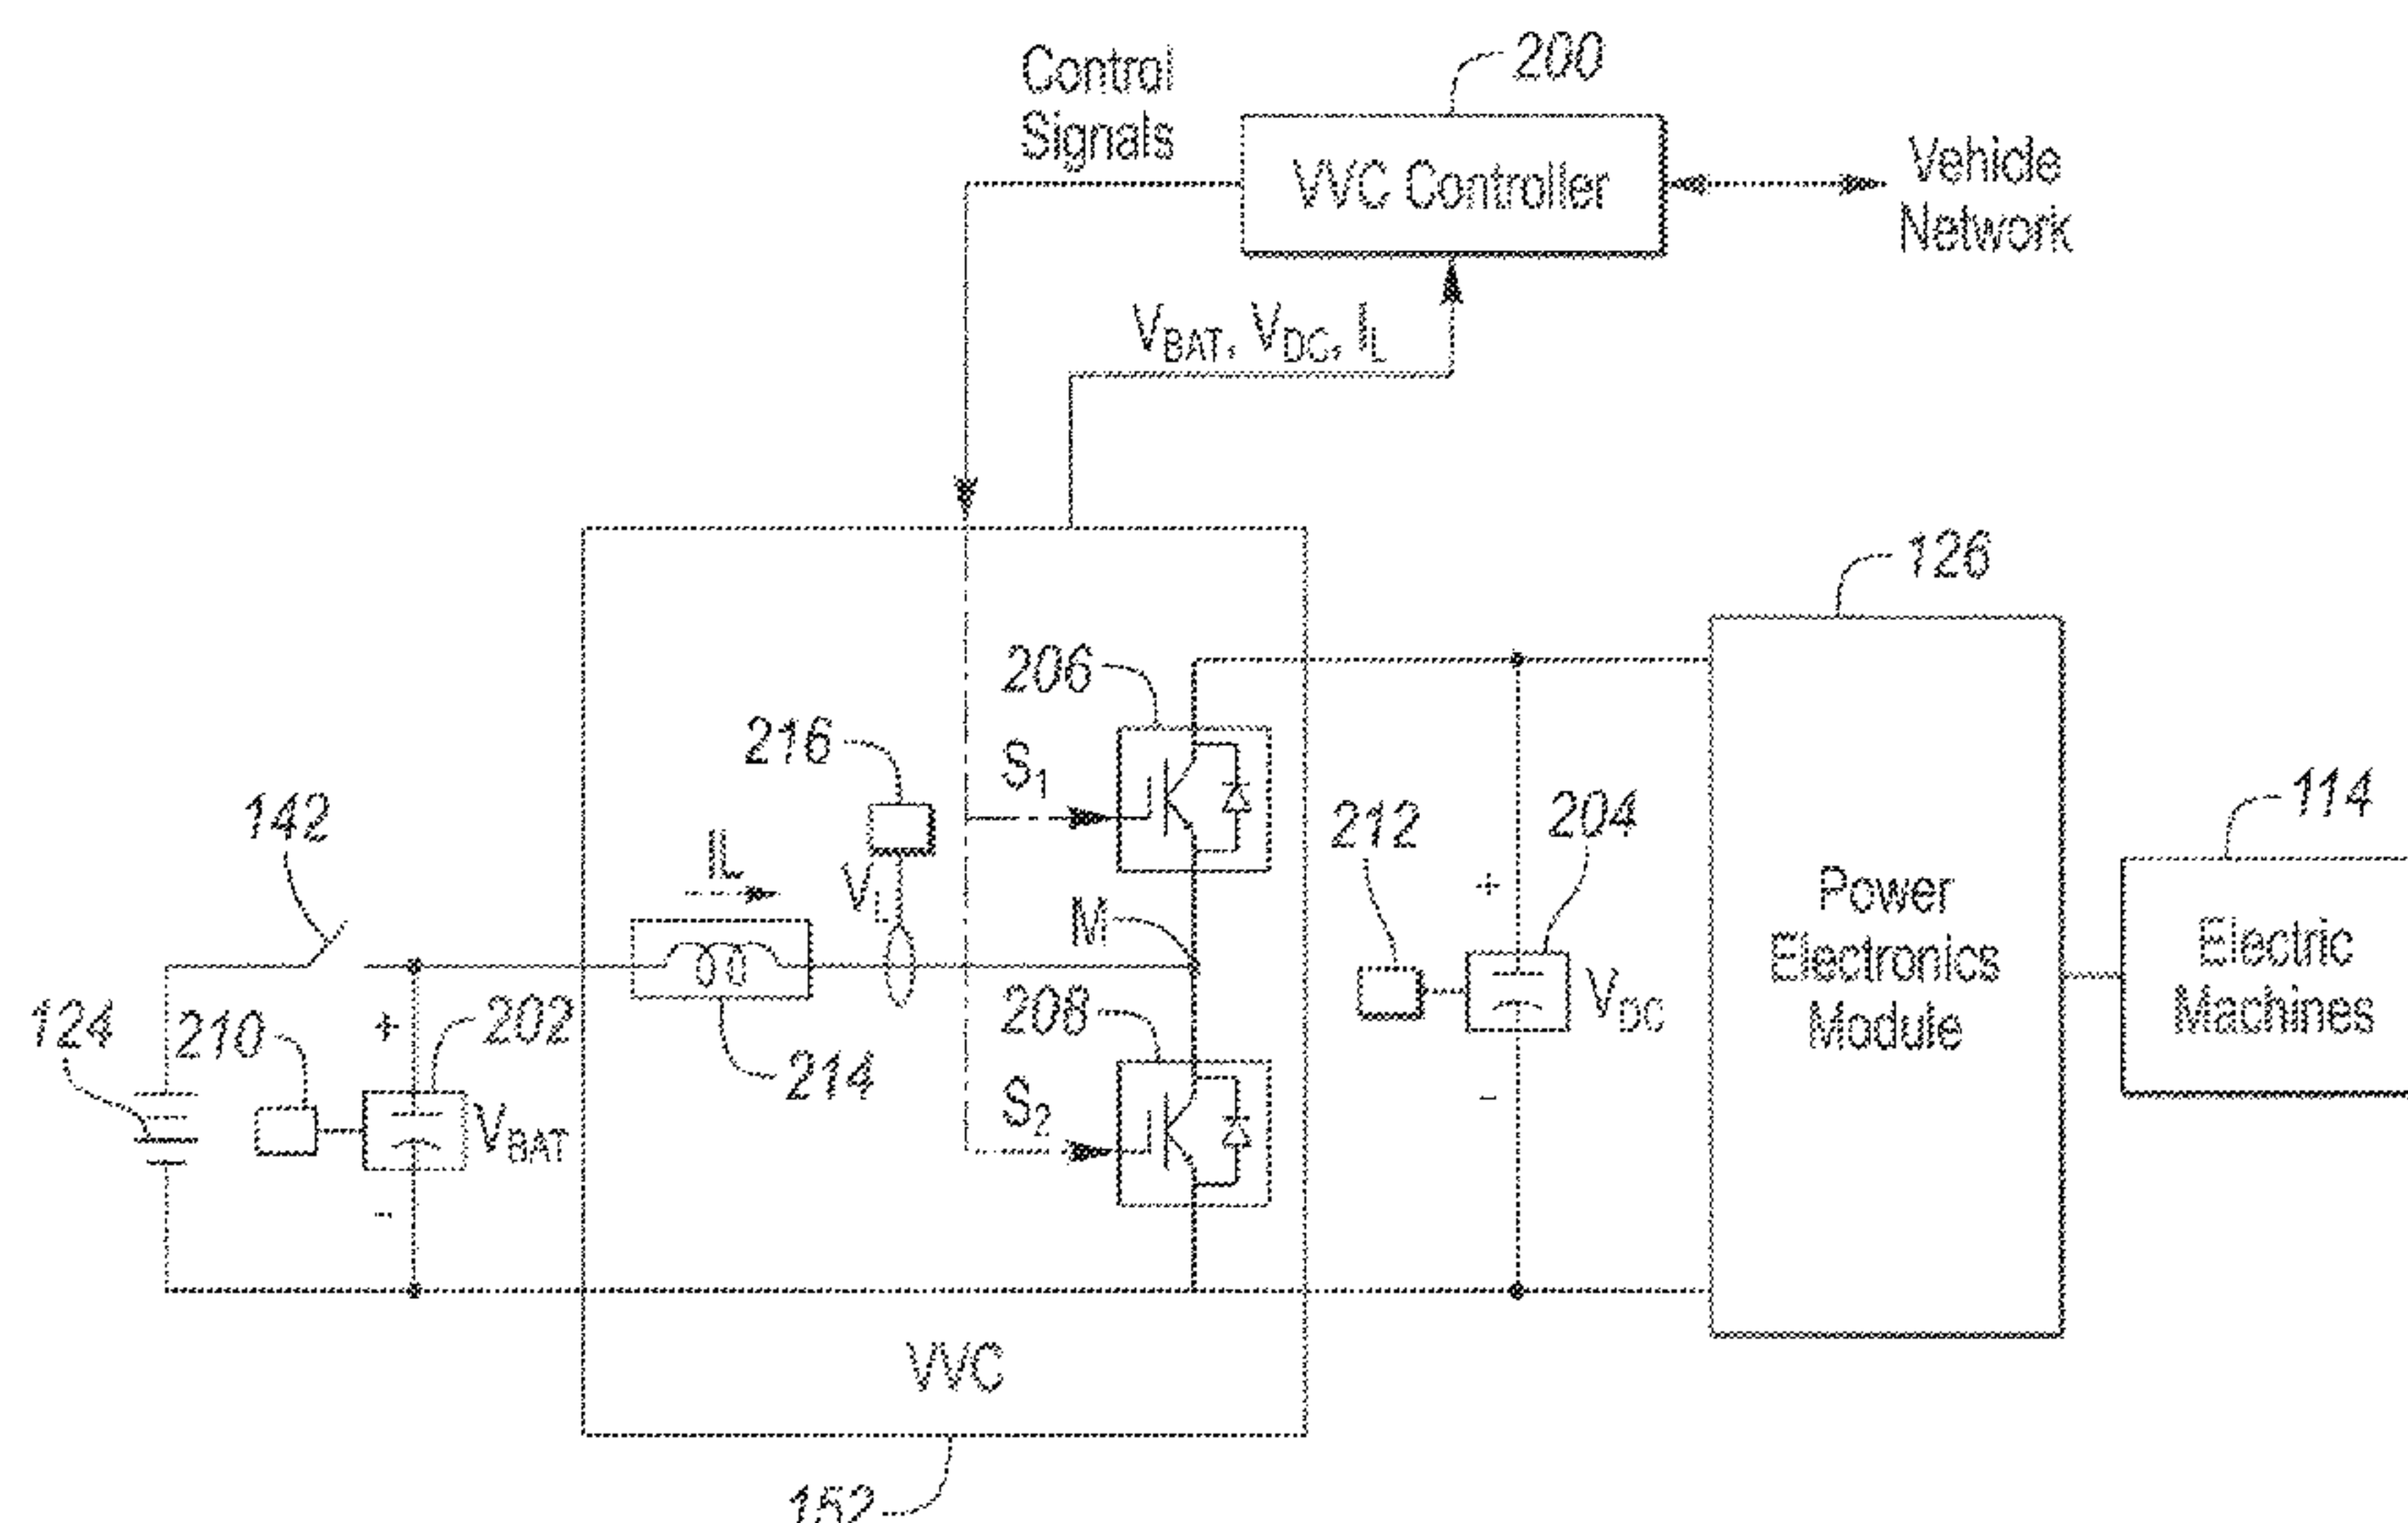 Control
Signals
200
VVC Controller
Vehicle
Network
VBAT, VDC, IL
126
206
216
S1
142
IL
VL
212
204
114
M
Power
Electronics
Module
Electric
Machines
124
210
+
202
208
+
VDC
214
VBAT
S2
-
-
VVC
152